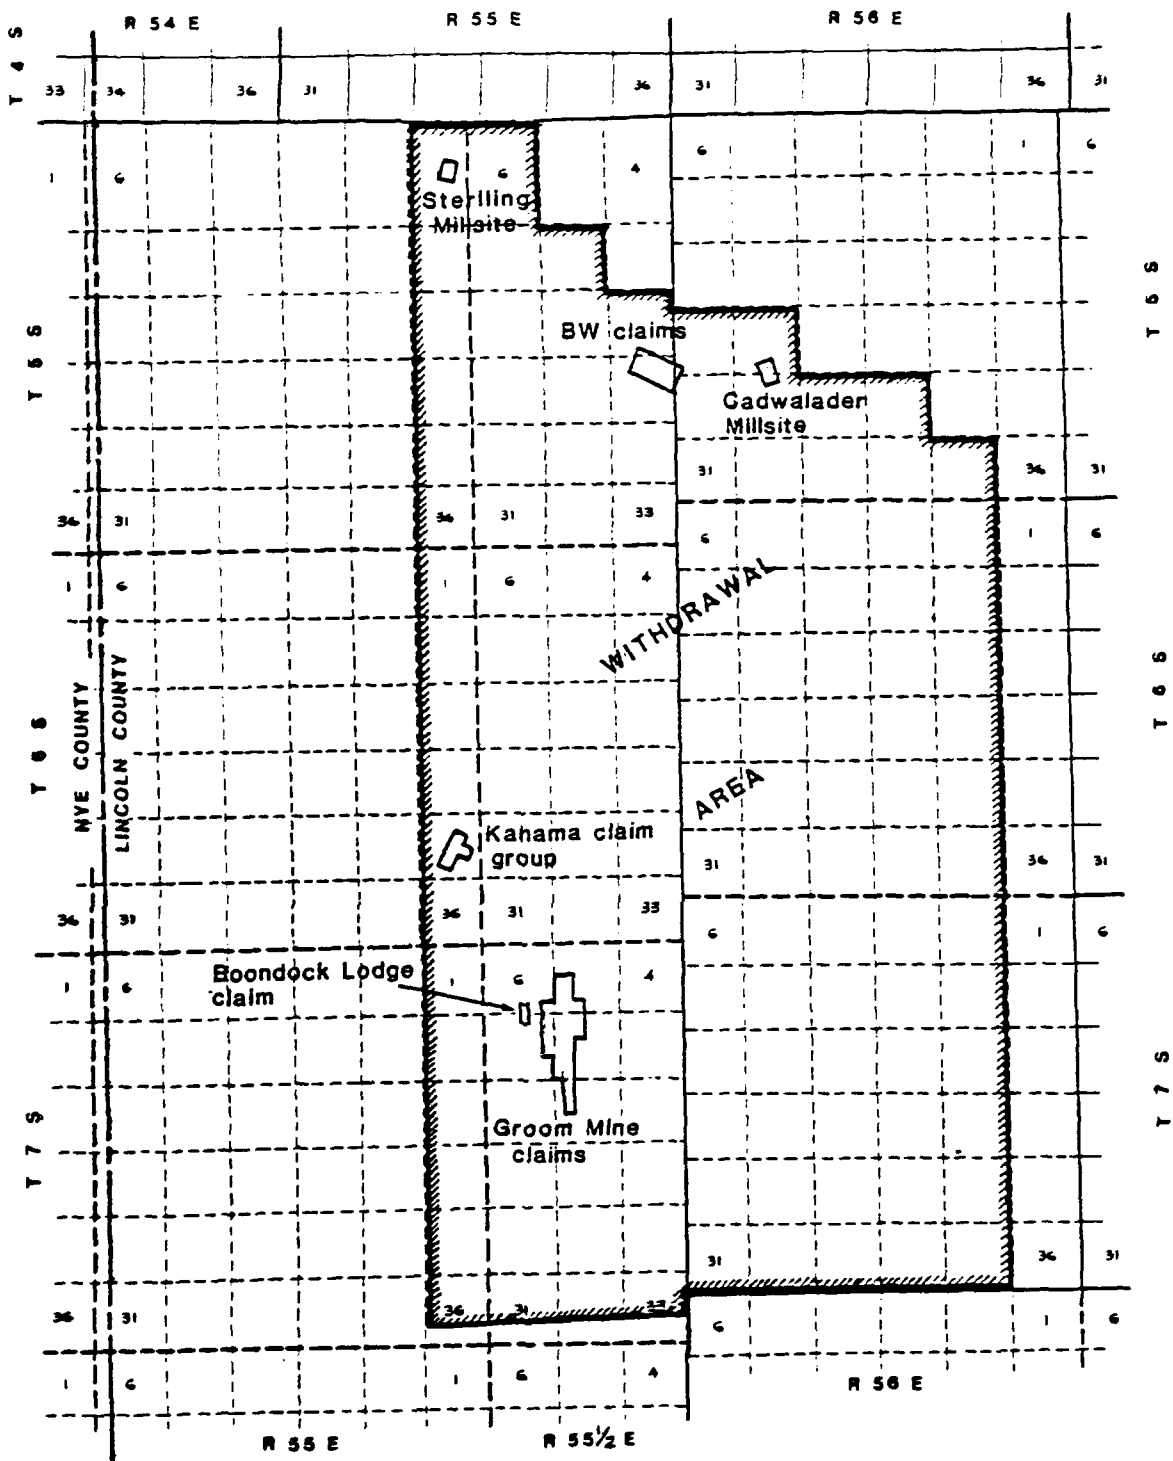 R 54 E R 55 E R 56 E
T 4 S
33 34 36 31 36 31 36 31
1 6 6 4 6 1 6
Sterlling
Millsite
T 5 S T 5 S
BW claims
Cadwalader
Millsite
31 36 31
36 31 36 31 33
6 1 6
1 6 1 6 4
WITHDRAWAL
AREA
NYE COUNTY
LINCOLN COUNTY
T 6 S T 6 S
Kahama claim
group
31 36 31
36 31 36 31 33
6 1 6
Boondock Lodge
claim
1 6 1 6 4
Groom Mine
claims
T 7 S T 7 S
31 36 31
36 31 36 31 33
6 1 6
1 6 1 6 4
R 56 E
R 55 E R 55½ E